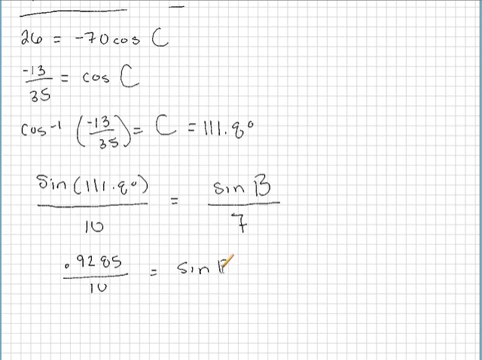 26 = -70 cos C
-13/35 = cos C
cos⁻¹ (-13/35) = C = 111.8°
sin(111.8°)/10 = sin B/7
.9285/10 = sin B